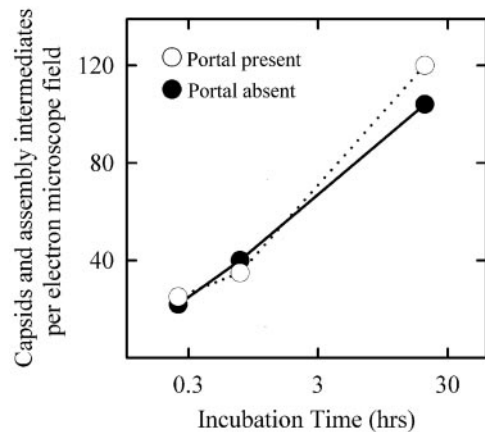 Capsids and assembly intermediates
per electron microscope field
120
80
40
Portal present
Portal absent
0.3
3
30
Incubation Time (hrs)